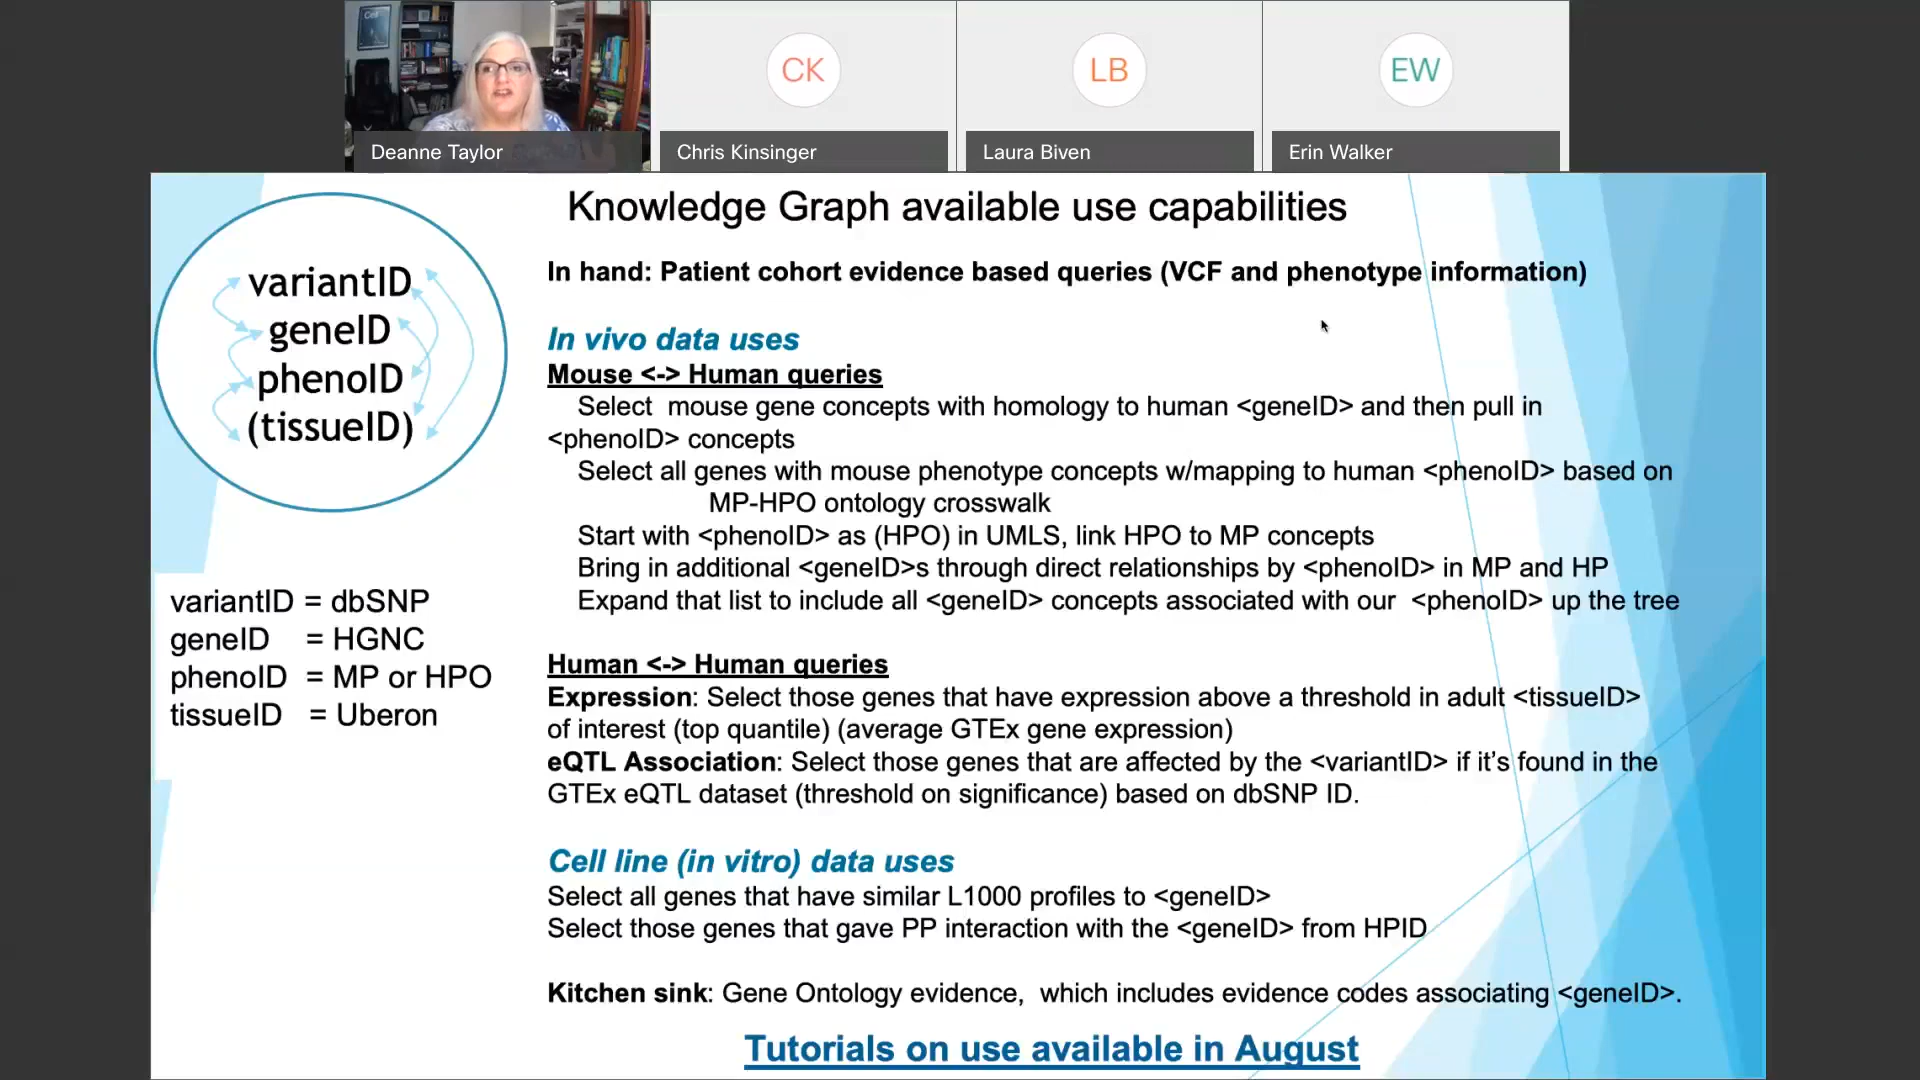 CK
LB
EW
Deanne Taylor
Chris Kinsinger
Laura Biven
Erin Walker
Knowledge Graph available use capabilities
variantID
geneID
phenoID
(tissueID)
variantID = dbSNP
geneID = HGNC
phenoID = MP or HPO
tissueID = Uberon
In hand: Patient cohort evidence based queries (VCF and phenotype information)
In vivo data uses
Mouse <-> Human queries
Select mouse gene concepts with homology to human <geneID> and then pull in
<phenoID> concepts
Select all genes with mouse phenotype concepts w/mapping to human <phenoID> based on
MP-HPO ontology crosswalk
Start with <phenoID> as (HPO) in UMLS, link HPO to MP concepts
Bring in additional <geneID>s through direct relationships by <phenoID> in MP and HP
Expand that list to include all <geneID> concepts associated with our <phenoID> up the tree
Human <-> Human queries
Expression: Select those genes that have expression above a threshold in adult <tissueID>
of interest (top quantile) (average GTEx gene expression)
eQTL Association: Select those genes that are affected by the <variantID> if it's found in the
GTEx eQTL dataset (threshold on significance) based on dbSNP ID.
Cell line (in vitro) data uses
Select all genes that have similar L1000 profiles to <geneID>
Select those genes that gave PP interaction with the <geneID> from HPID
Kitchen sink: Gene Ontology evidence, which includes evidence codes associating <geneID>.
Tutorials on use available in August